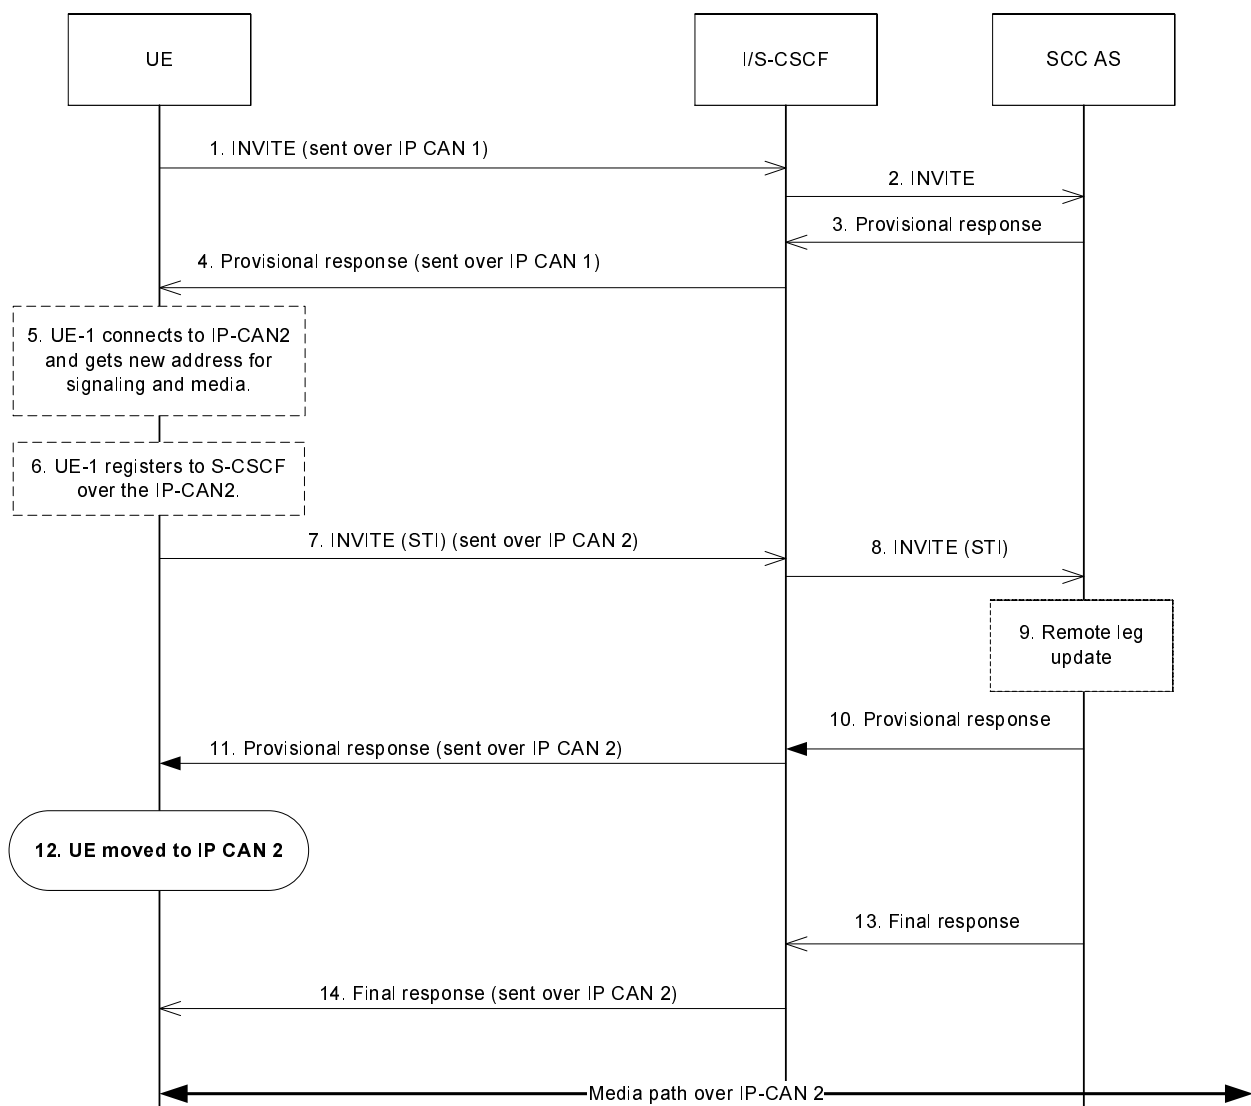 UE
I/S-CSCF
SCC AS
1. INVITE (sent over IP CAN 1)
2. INVITE
3. Provisional response
4. Provisional response (sent over IP CAN 1)
5. UE-1 connects to IP-CAN2
and gets new address for
signaling and media.
6. UE-1 registers to S-CSCF
over the IP-CAN2.
7. INVITE (STI) (sent over IP CAN 2)
8. INVITE (STI)
9. Remote leg
update
10. Provisional response
11. Provisional response (sent over IP CAN 2)
12. UE moved to IP CAN 2
13. Final response
14. Final response (sent over IP CAN 2)
Media path over IP-CAN 2